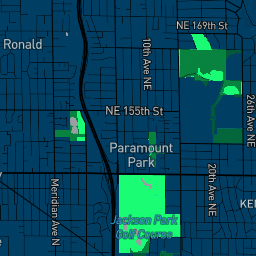 NE 169th St
Ronald
10th Ave NE
NE 155th St
Paramount
Park
26th Ave NE
20th Ave NE
Meridian Ave N
KE
Jackson Park
Golf Course
e